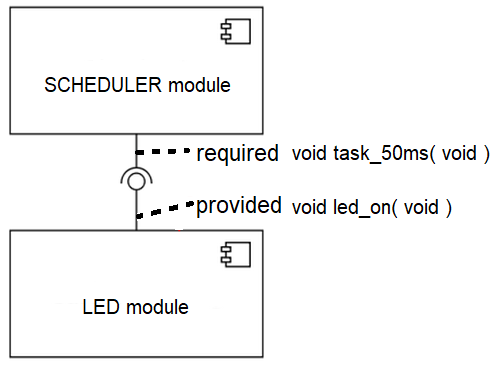 SCHEDULER module
required void task_50ms( void )
provided void led_on( void )
LED module